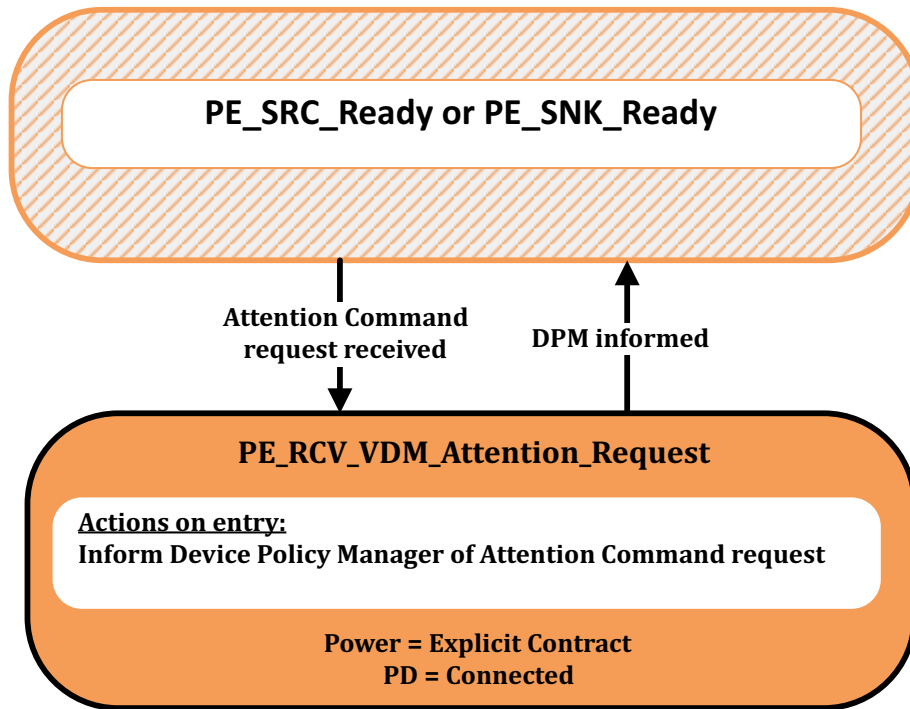 PE_SRC_Ready or PE_SNK_Ready
Attention Command
request received
DPM informed
PE_RCV_VDM_Attention_Request
Actions on entry:
Inform Device Policy Manager of Attention Command request
Power = Explicit Contract
PD = Connected